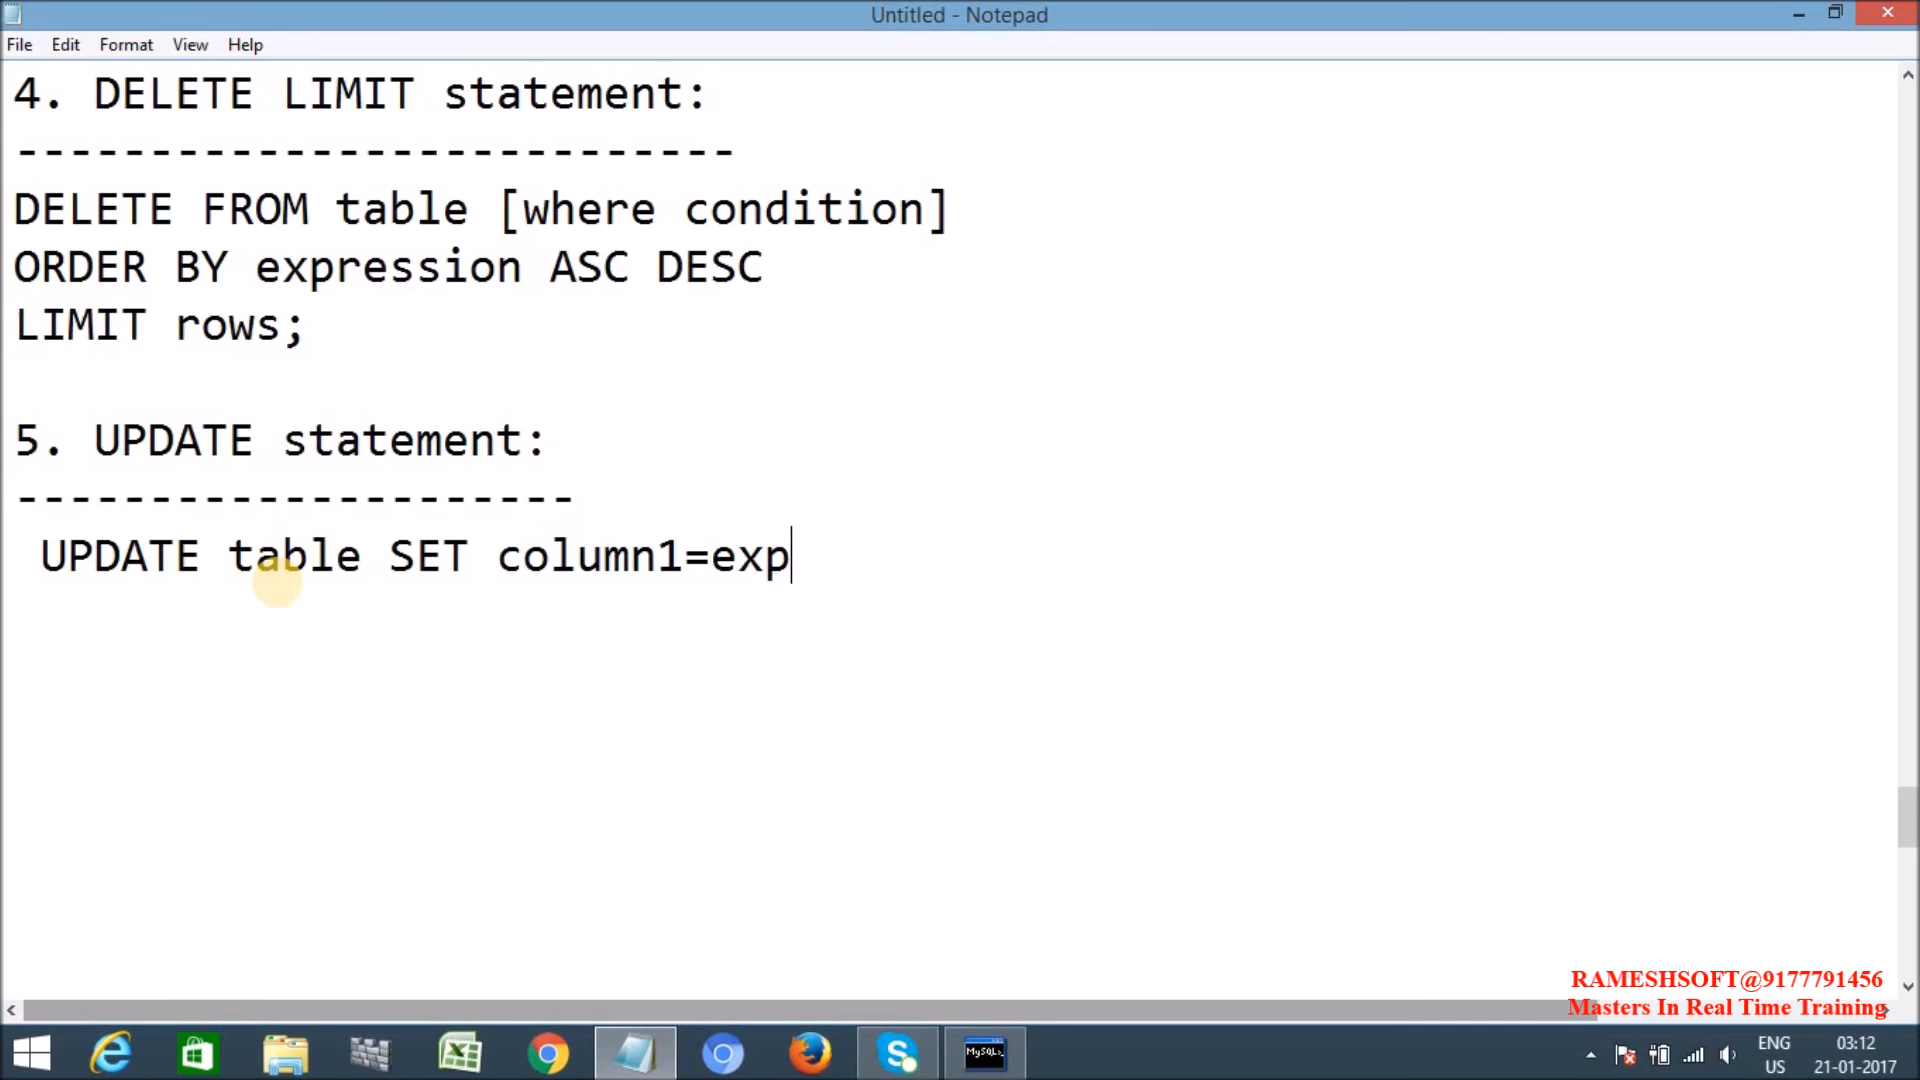 Untitled - Notepad
File Edit Format View Help
4. DELETE LIMIT statement:
---------------------------
DELETE FROM table [where condition]
ORDER BY expression ASC DESC
LIMIT rows;
5. UPDATE statement:
---------------------
UPDATE table SET column1=exp
RAMESHSOFT@9177791456
Masters In Real Time Training
MySQL
ENG 03:12
US 21-01-2017